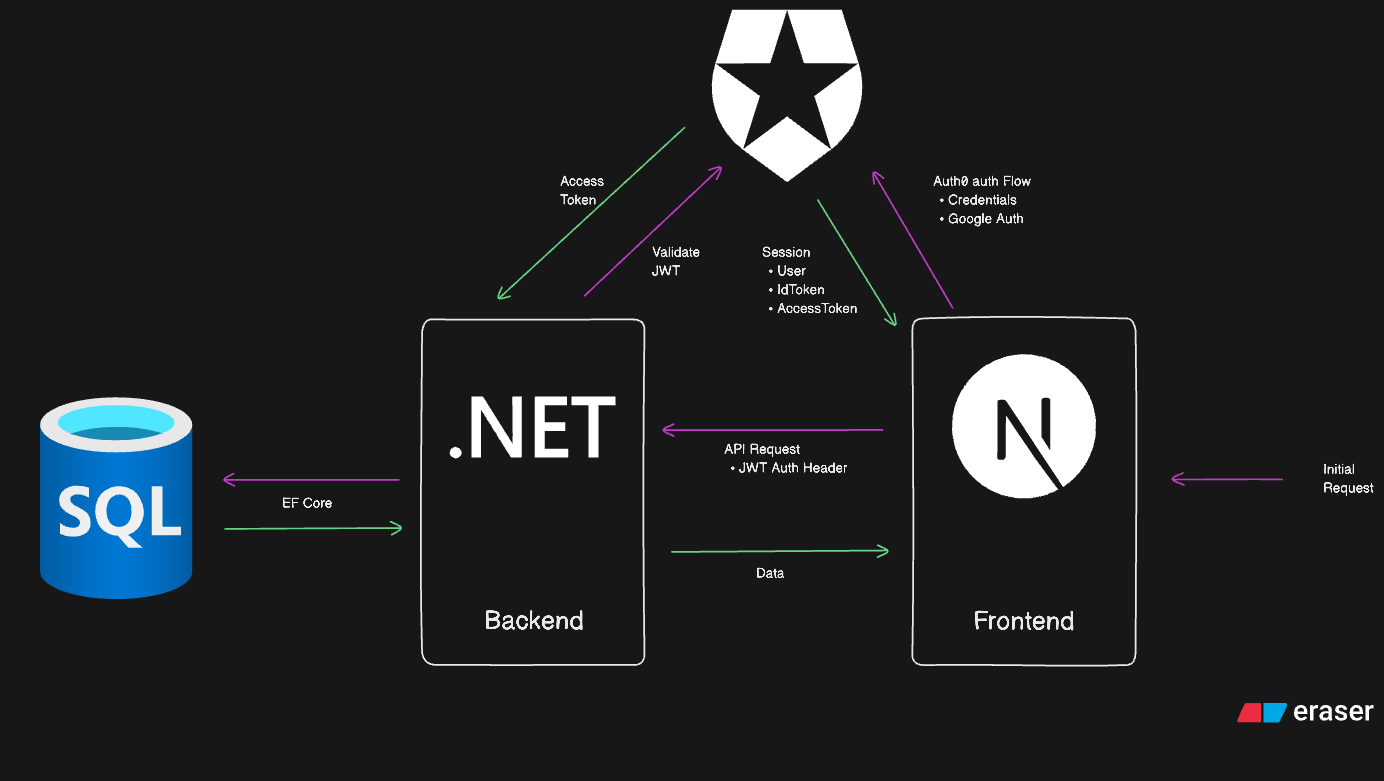 Access
Token
Validate
JWT
Auth0 auth Flow
• Credentials
• Google Auth
Session
• User
• IdToken
• AccessToken
SQL
EF Core
.NET
Backend
API Request
• JWT Auth Header
Data
N
Frontend
Initial
Request
eraser